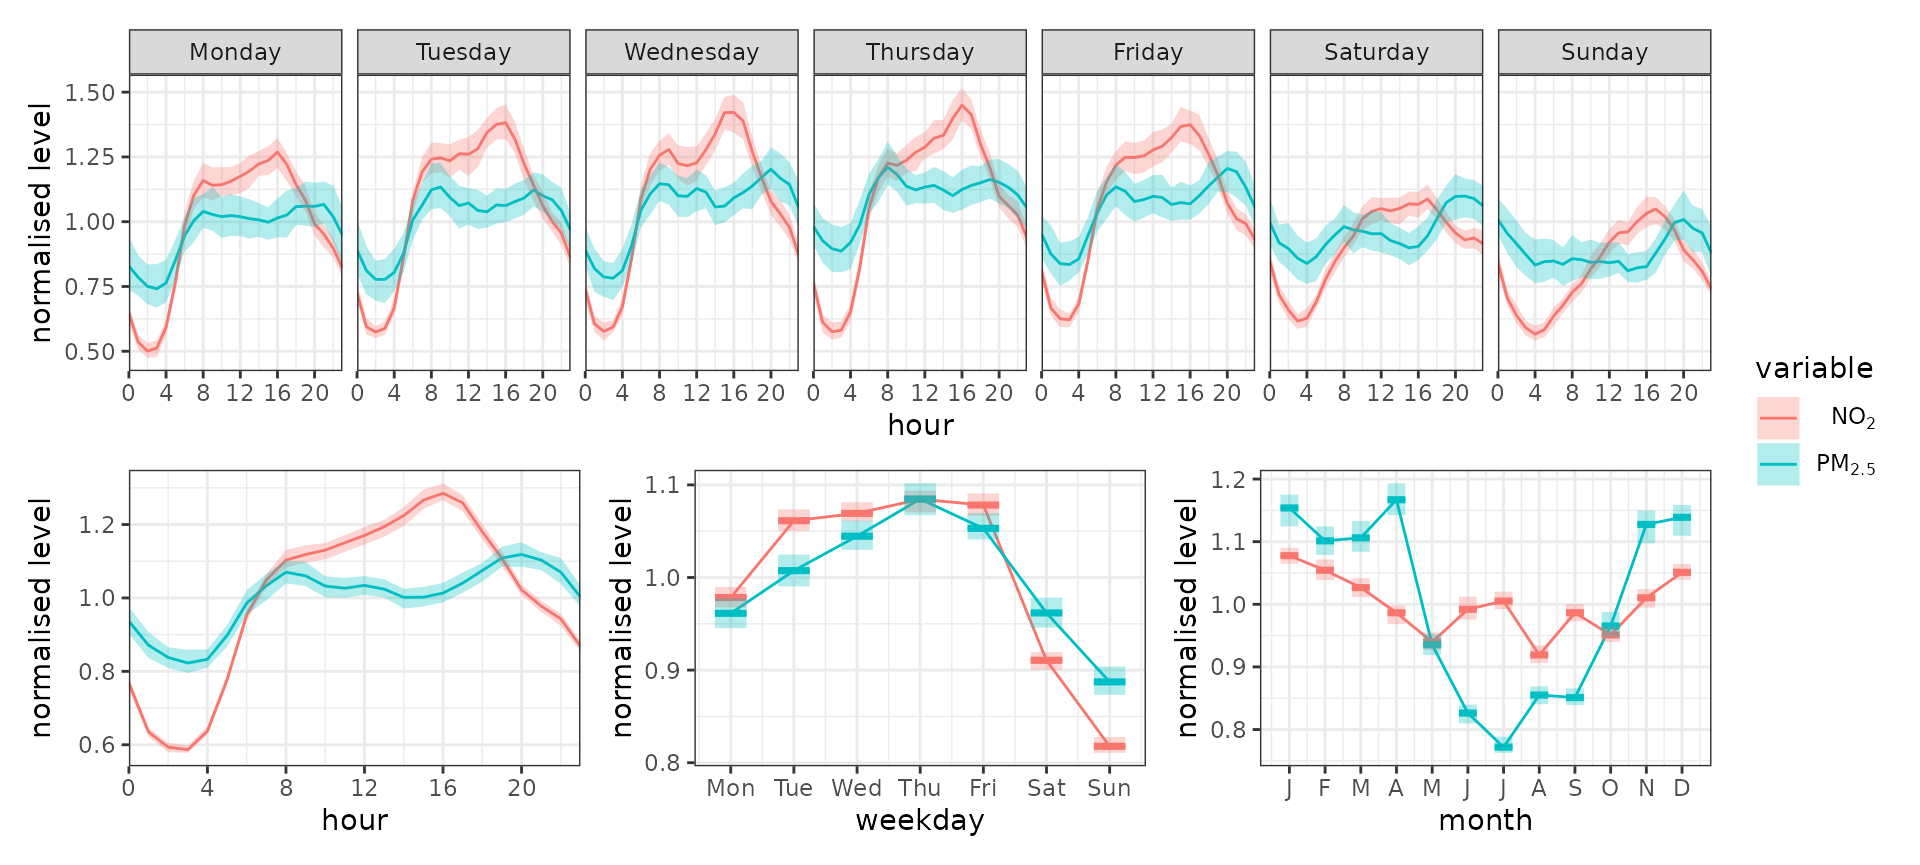 Monday Tuesday Wednesday Thursday Friday Saturday Sunday
normalised level
1.50
1.25
1.00
0.75
0.50
0 4 8 12 16 20 0 4 8 12 16 20 0 4 8 12 16 20 0 4 8 12 16 20 0 4 8 12 16 20 0 4 8 12 16 20 0 4 8 12 16 20
hour
variable
NO₂
PM₂.₅
normalised level
1.2
1.0
0.8
0.6
0 4 8 12 16 20
hour
normalised level
1.1
1.0
0.9
0.8
Mon Tue Wed Thu Fri Sat Sun
weekday
normalised level
1.2
1.1
1.0
0.9
0.8
J F M A M J J A S O N D
month